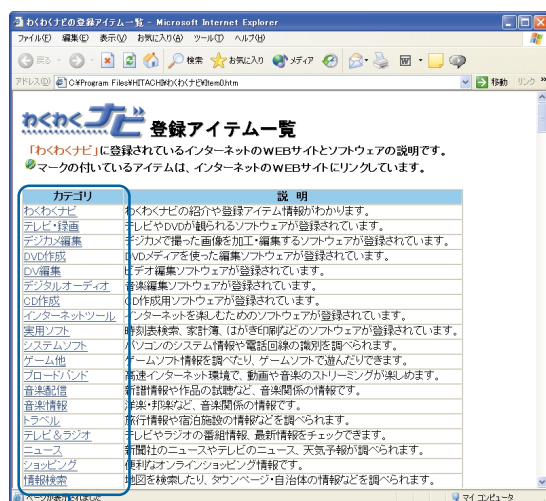 わくわくナビの登録アイテム一覧 - Microsoft Internet Explorer
ファイル(F) 編集(E) 表示(V) お気に入り(A) ツール(T) ヘルプ(H)
戻る 検索 お気に入り メディア
アドレス(D) C:¥Program Files¥HITACHI¥わくわくナビ¥Item0.htm 移動 リンク »
わくわくナビ 登録アイテム一覧
「わくわくナビ」に登録されているインターネットのWEBサイトとソフトウェアの説明です。
マークの付いているアイテムは、インターネットのWEBサイトにリンクしています。
カテゴリ 説 明
わくわくナビ わくわくナビの紹介や登録アイテム情報がわかります。
テレビ・録画 テレビやDVDが観られるソフトウェアが登録されています。
デジカメ編集 デジカメで撮った画像を加工・編集するソフトウェアが登録されています。
DVD作成 DVDメディアを使った編集ソフトウェアが登録されています。
DV編集 ビデオ編集ソフトウェアが登録されています。
デジタルオーディオ 音楽編集ソフトウェアが登録されています。
CD作成 CD作成用ソフトウェアが登録されています。
インターネットツール インターネットを楽しむためのソフトウェアが登録されています。
実用ソフト 時刻表検索、家計簿、はがき印刷などのソフトウェアが登録されています。
システムソフト パソコンのシステム情報や電話回線の識別を調べられます。
ゲーム他 ゲームソフト情報を調べたり、ゲームソフトで遊んだりできます。
ブロードバンド 高速インターネット環境で、動画や音楽のストリーミングが楽しめます。
音楽配信 新譜情報や作品の試聴など、音楽関係の情報です。
音楽情報 洋楽・邦楽など、音楽関係の情報です。
トラベル 旅行情報や宿泊施設の情報などを調べられます。
テレビ&ラジオ テレビやラジオの番組情報、最新情報をチェックできます。
ニュース 新聞社のニュースやテレビのニュース、天気予報が調べられます。
ショッピング 便利なオンラインショッピング情報です。
情報検索 地図を検索したり、タウンページ・自治体の情報などを調べられます。
ページが表示されました マイ コンピュータ